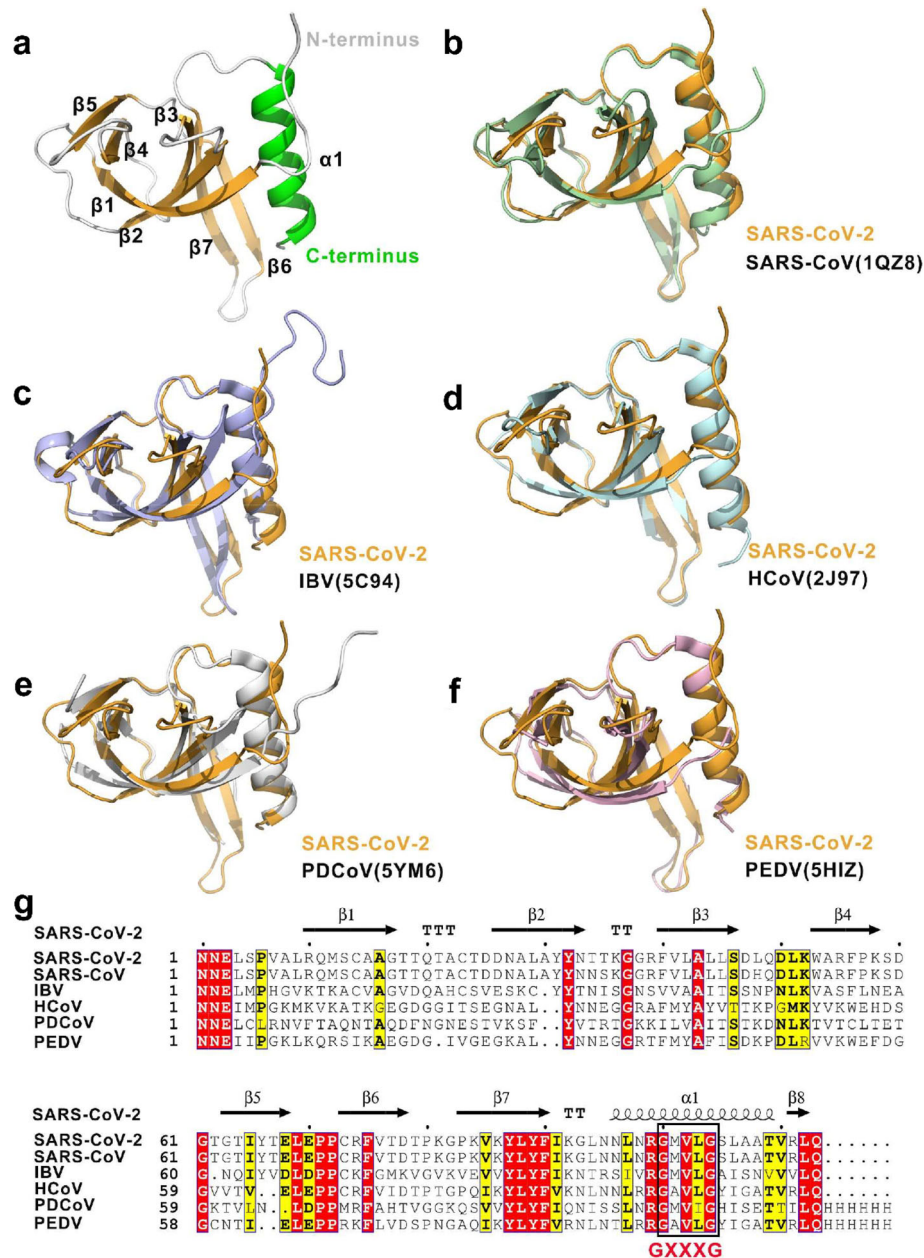 a
N-terminus
β5
β3
β4
α1
β1
β2
β7
β6
C-terminus
b
SARS-CoV-2
SARS-CoV(1QZ8)
c
SARS-CoV-2
IBV(5C94)
d
SARS-CoV-2
HCoV(2J97)
e
SARS-CoV-2
PDCoV(5YM6)
f
SARS-CoV-2
PEDV(5HIZ)
g
SARS-CoV-2 β1 TTT β2 TT β3 β4
SARS-CoV-2 1 NNELSPVALRQMSCAAGTTQTACTDDNALAYYNTTKGGRFVLALLSDLQDLKWARFPKSD
SARS-CoV 1 NNELSPVALRQMSCAAGTTQTACTDDNALAYYNNSKGGRFVLALLSDHQDLKWARFPKSD
IBV 1 NNELMPHGVKTKACVAGVDQAHCSVESKC.YYTNISGNSVVAAITSSNPNLKVASFLNEA
HCoV 1 NNEIMPGKMKVKATKGEGDGGITSEGNAL..YNNEGGRAFMYAYVTTKPGMKYVKWEHDS
PDCoV 1 NNELCLRNVFTAQNTAQDFNGNESTVKSF..YVTRTGKKILVAITSTKDNLKTVTCLTET
PEDV 1 NNEIIPGKLKQRSIKAEGDG.IVGEGKAL..YNNEGGRTFMYAFISDKPDLRVVKWEFDG
SARS-CoV-2 β5 β6 β7 TT α1 β8
SARS-CoV-2 61 GTGTIYTELEPPCRFVTDTPKGPKVKYLYFIKGLNNLNRGMVLGSLAATVRLQ......
SARS-CoV 61 GTGTIYTELEPPCRFVTDTPKGPKVKYLYFIKGLNNLNRGMVLGSLAATVRLQ......
IBV 60 G.NQIYVDLDPPCKFGMKVGVKVEVVYLYFIKNTRSIVRGMVLGAISNVVVLQ......
HCoV 59 GVVTV..ELEPPCRFVIDTPTGPQIKYLYFVKNLNNLRRGAVLGYIGATVRLQ......
PDCoV 59 GKTVLN..LDPPMRFAHTVGGKQSVVYLYFIQNISSLNRGMVIGHISETTILQHHHHHH
PEDV 58 GCNTI..ELEPPRKFLVDSPNGAQIKYLYFVRNLNTLRRGAVLGYIGATVRLQHHHHHH
GXXXG